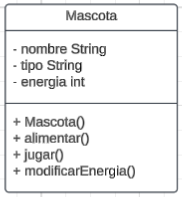 Mascota
- nombre String
- tipo String
- energia int
+ Mascota()
+ alimentar()
+ jugar()
+ modificarEnergia()